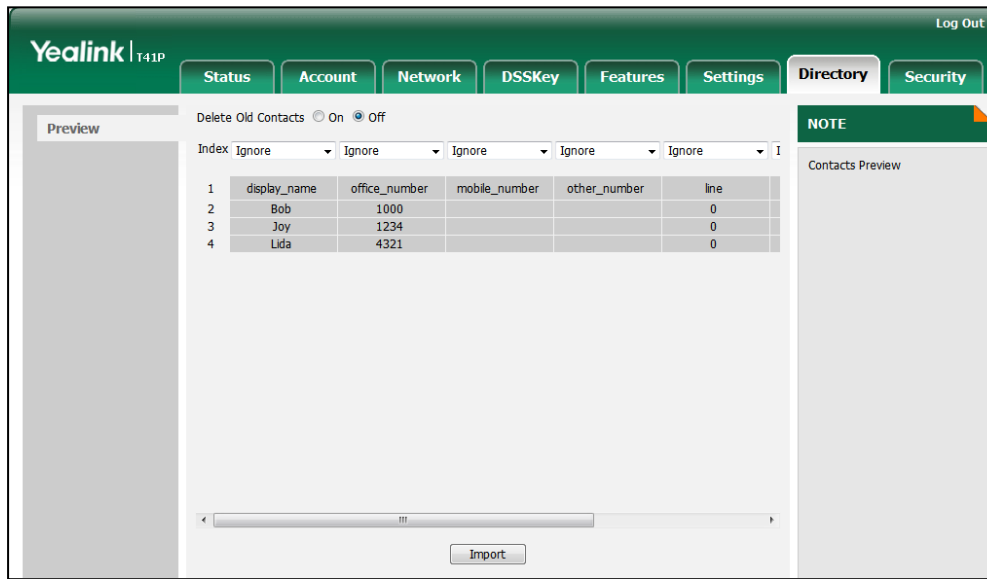 Log Out
Yealink T41P
Status Account Network DSSKey Features Settings Directory Security
Preview
Delete Old Contacts On Off
Index Ignore Ignore Ignore Ignore Ignore I
1 display_name office_number mobile_number other_number line
2 Bob 1000 0
3 Joy 1234 0
4 Lida 4321 0
Import
NOTE
Contacts Preview